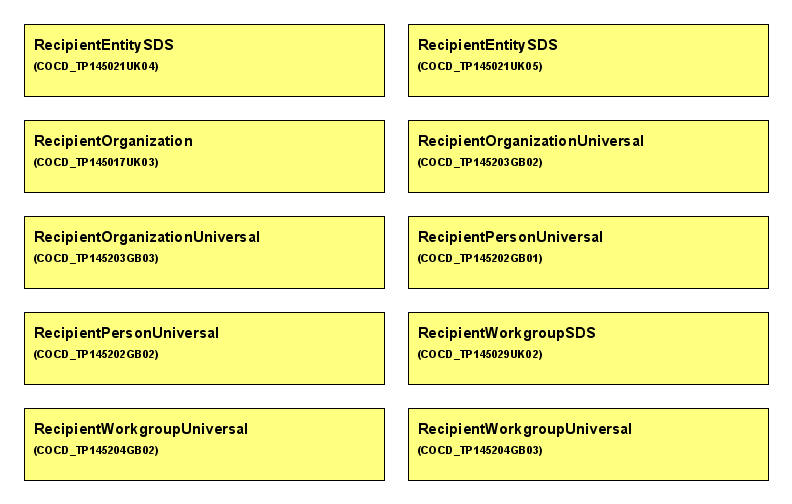 RecipientEntitySDS
(COCD_TP145021UK04)
RecipientEntitySDS
(COCD_TP145021UK05)
RecipientOrganization
(COCD_TP145017UK03)
RecipientOrganizationUniversal
(COCD_TP145203GB02)
RecipientOrganizationUniversal
(COCD_TP145203GB03)
RecipientPersonUniversal
(COCD_TP145202GB01)
RecipientPersonUniversal
(COCD_TP145202GB02)
RecipientWorkgroupSDS
(COCD_TP145029UK02)
RecipientWorkgroupUniversal
(COCD_TP145204GB02)
RecipientWorkgroupUniversal
(COCD_TP145204GB03)